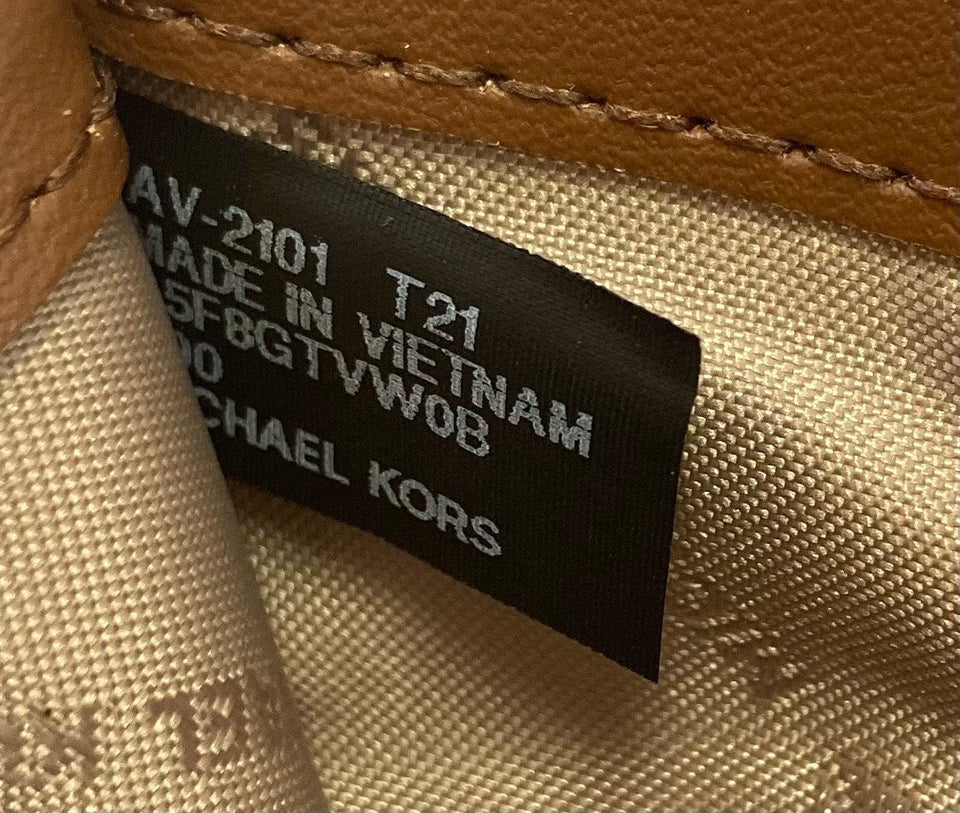 AV-2101 T21
MADE IN VIETNAM
5F8GTVW0B
00
CHAEL KORS